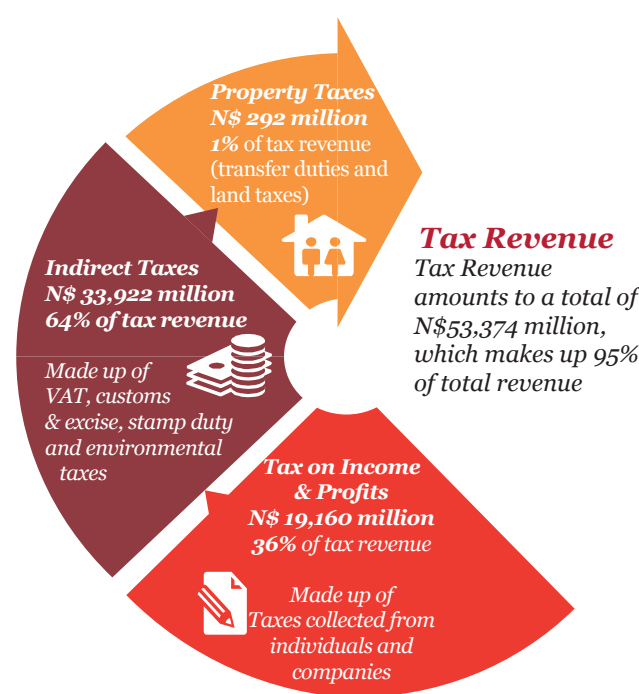 Property Taxes
N$ 292 million
1% of tax revenue
(transfer duties and
land taxes)
Tax Revenue
Tax Revenue
amounts to a total of
N$53,374 million,
which makes up 95%
of total revenue
Indirect Taxes
N$ 33,922 million
64% of tax revenue
Made up of
VAT, customs
& excise, stamp duty
and environmental
taxes
Tax on Income
& Profits
N$ 19,160 million
36% of tax revenue
Made up of
Taxes collected from
individuals and
companies